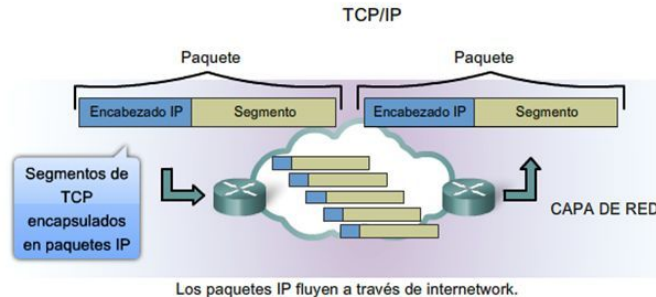 TCP/IP
Paquete
Paquete
Encabezado IP
Segmento
Encabezado IP
Segmento
Segmentos de
TCP
encapsulados
en paquetes IP
CAPA DE RED
Los paquetes IP fluyen a través de internetwork.